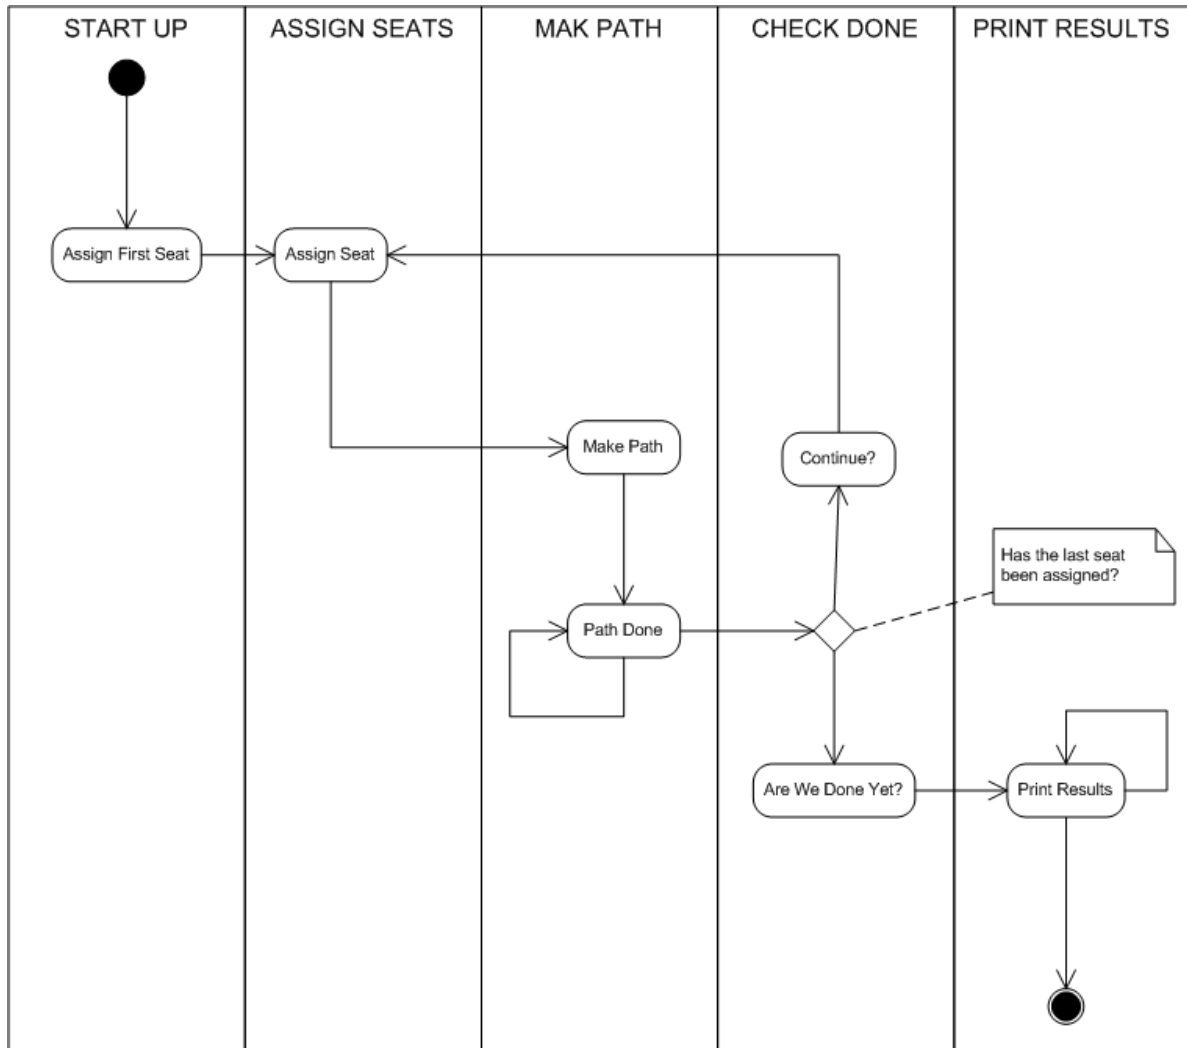 START UP
ASSIGN SEATS
MAK PATH
CHECK DONE
PRINT RESULTS
Assign First Seat
Assign Seat
Make Path
Continue?
Has the last seat
been assigned?
Path Done
Are We Done Yet?
Print Results